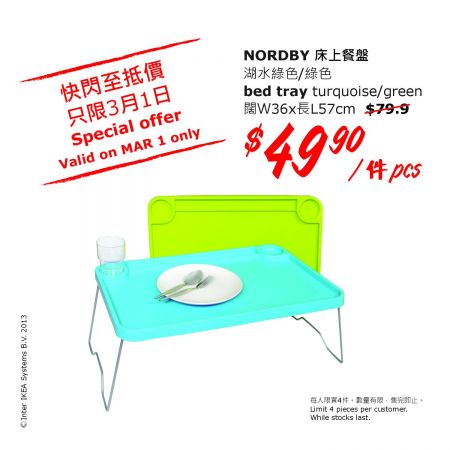 快閃至抵價
只限3月1日
Special offer
Valid on MAR 1 only
NORDBY 床上餐盤
湖水綠色/綠色
bed tray turquoise/green
闊W36x長L57cm $79.9
$49.90
/件pcs
© Inter IKEA Systems B.V. 2013
每人限買4件。數量有限，售完即止。
Limit 4 pieces per customer.
While stocks last.